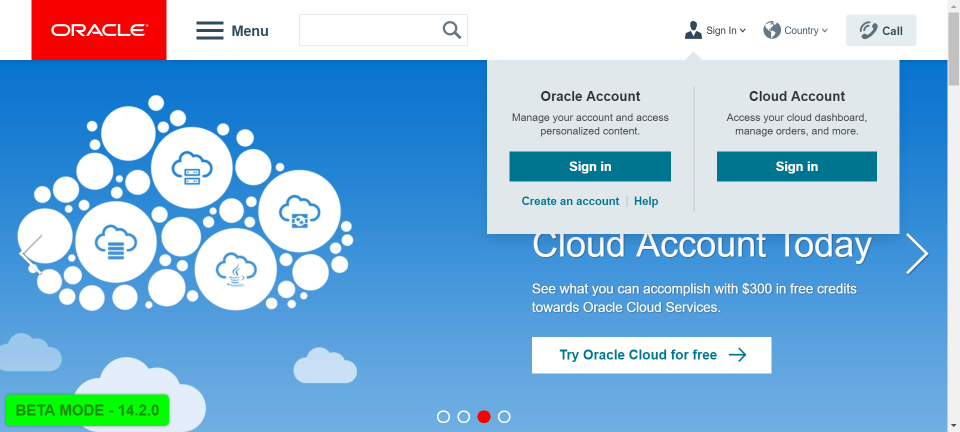 ORACLE
Menu
Sign In
Country
Call
Oracle Account
Manage your account and access
personalized content.
Sign in
Create an account | Help
Cloud Account
Access your cloud dashboard,
manage orders, and more.
Sign in
Cloud Account Today
See what you can accomplish with $300 in free credits
towards Oracle Cloud Services.
Try Oracle Cloud for free
BETA MODE - 14.2.0